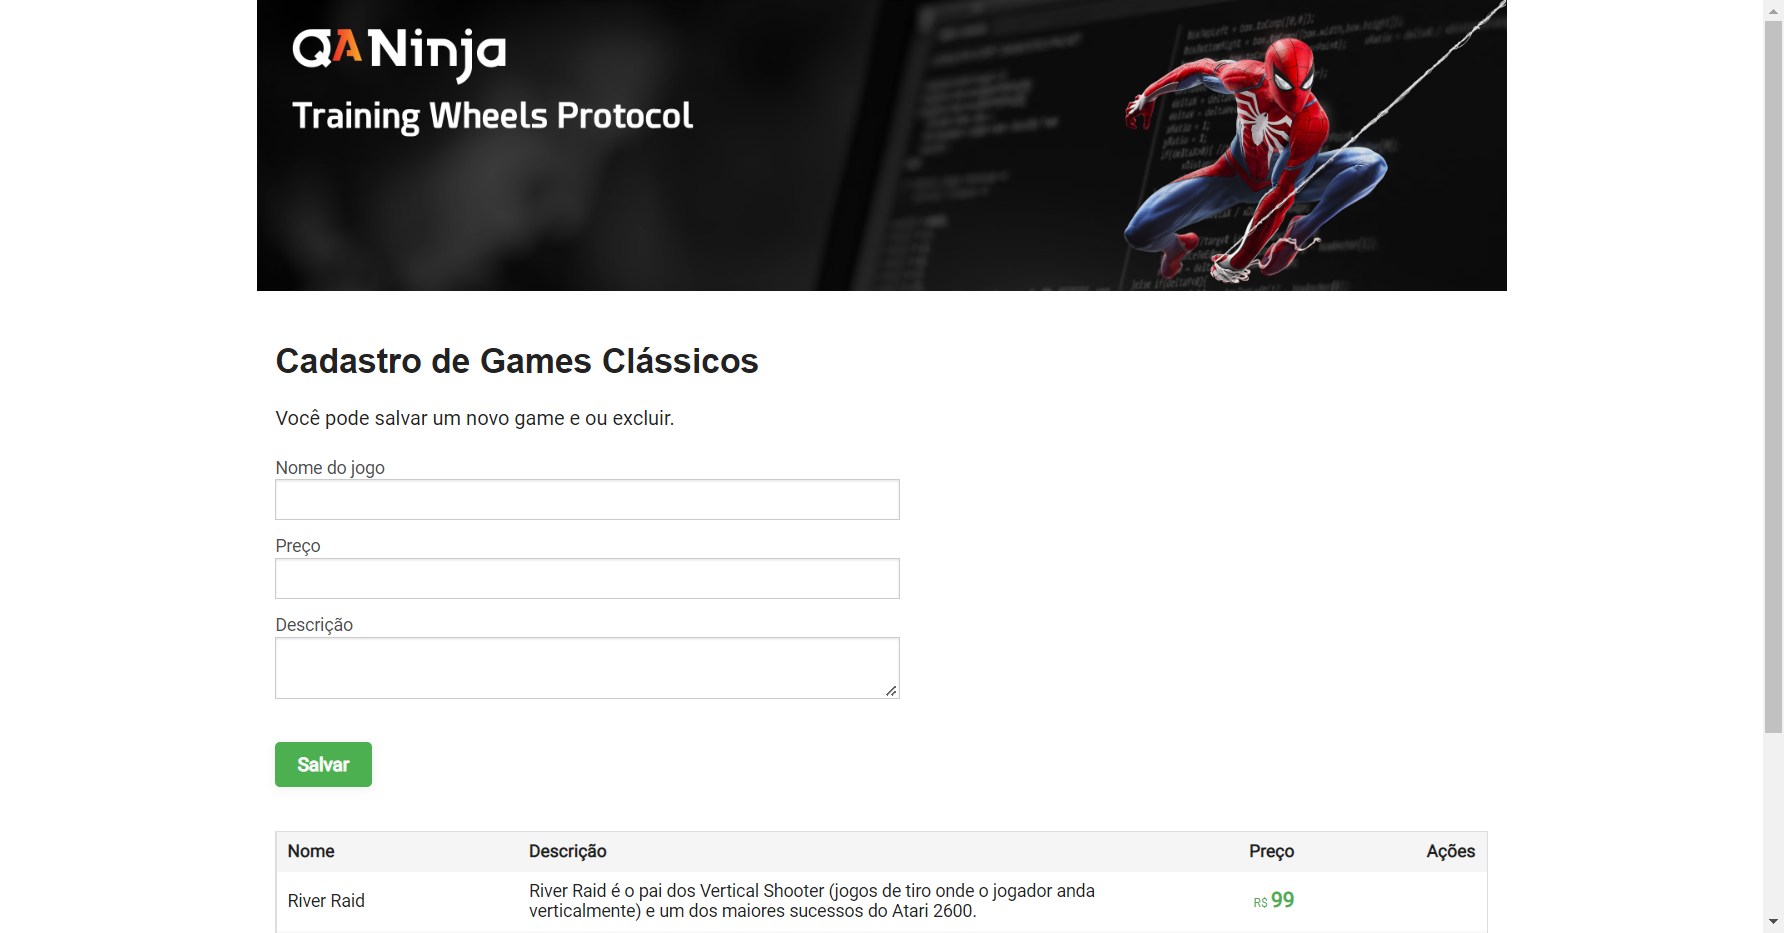 QA Ninja
Training Wheels Protocol
Cadastro de Games Clássicos
Você pode salvar um novo game e ou excluir.
Nome do jogo
Preço
Descrição
Salvar
Nome Descrição Preço Ações
River Raid River Raid é o pai dos Vertical Shooter (jogos de tiro onde o jogador anda
verticalmente) e um dos maiores sucessos do Atari 2600. R$ 99